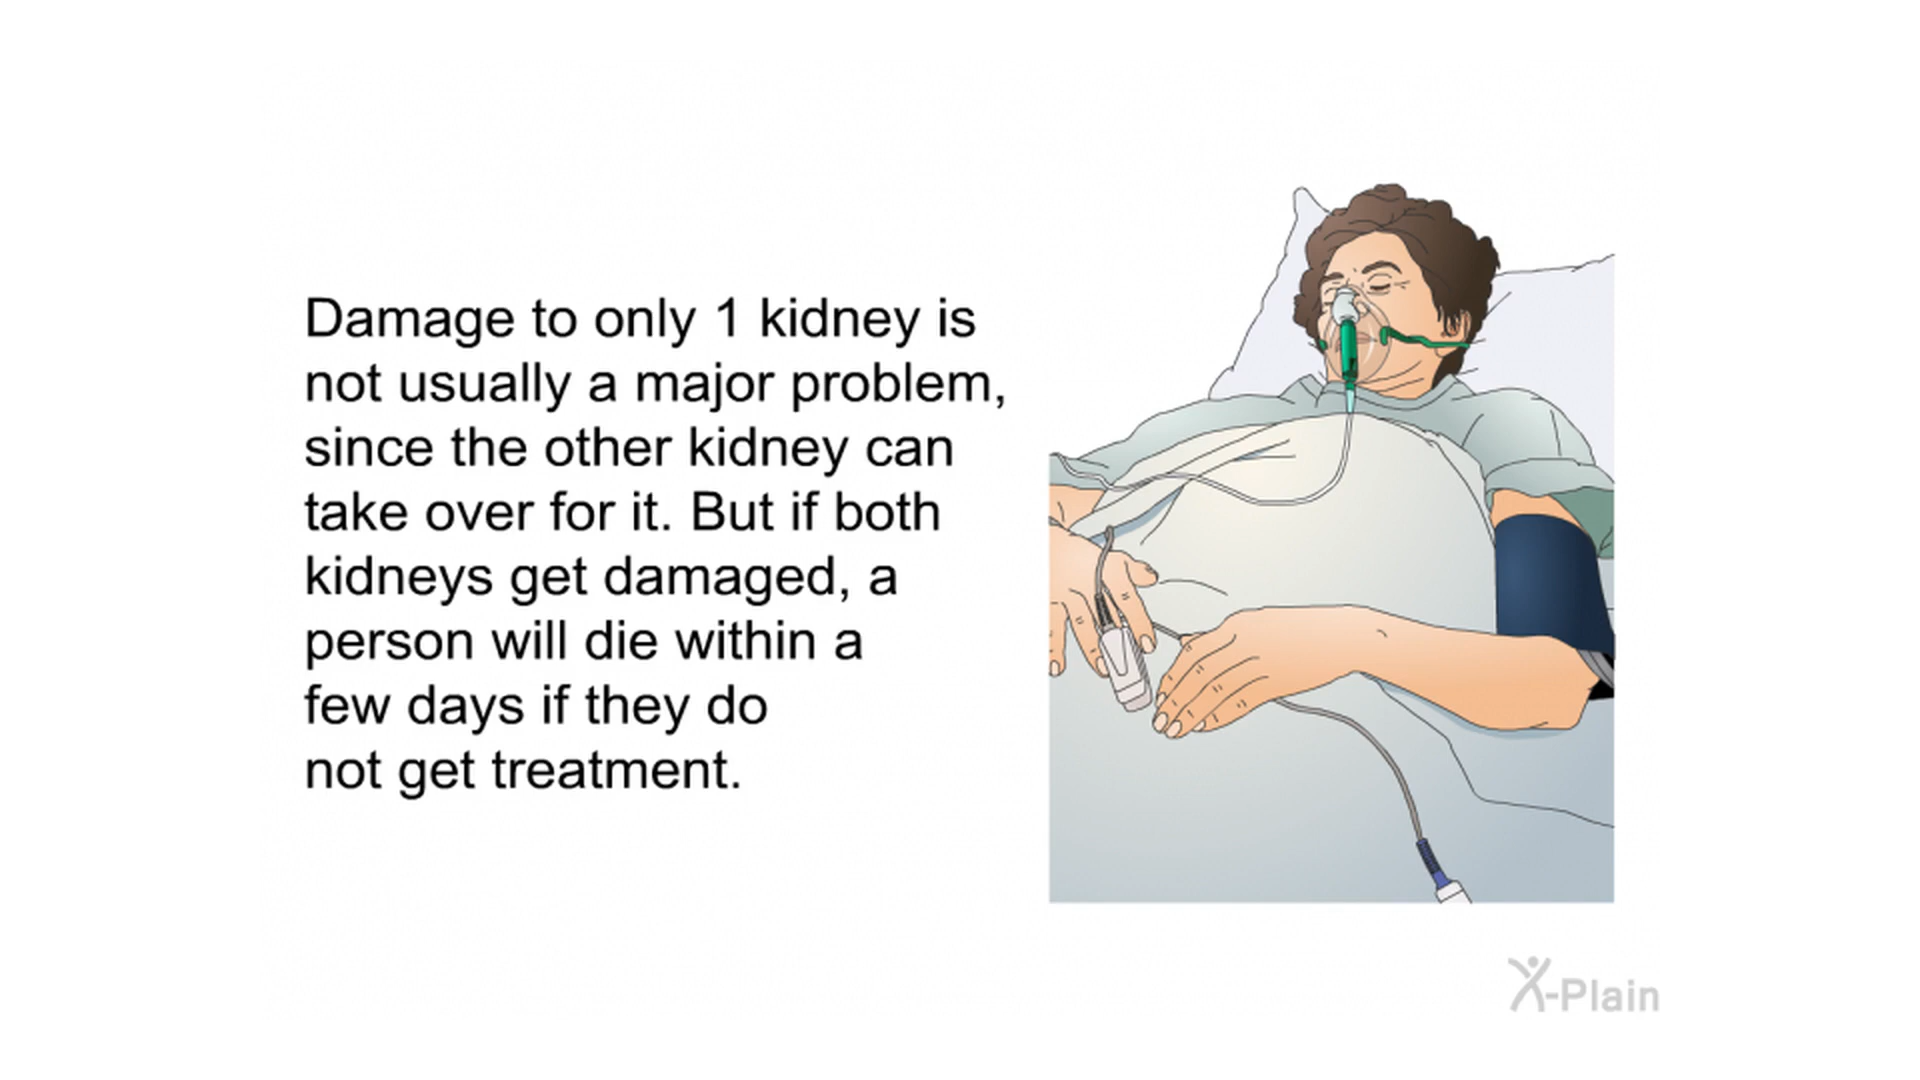 Damage to only 1 kidney is
not usually a major problem,
since the other kidney can
take over for it. But if both
kidneys get damaged, a
person will die within a
few days if they do
not get treatment.
X-Plain